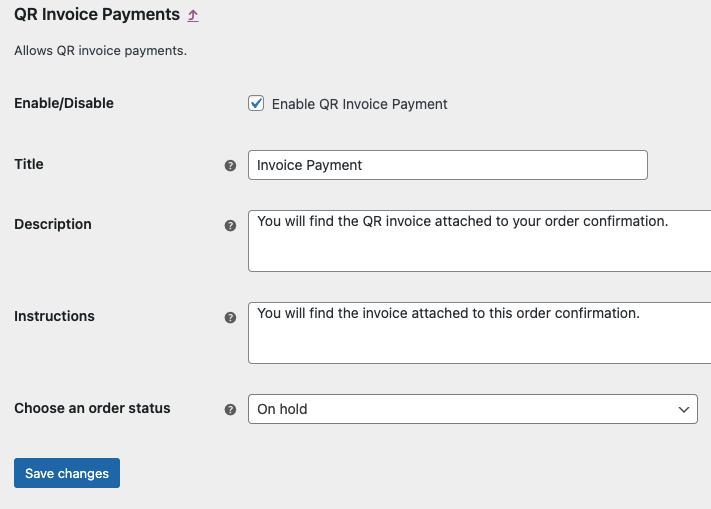 QR Invoice Payments
Allows QR invoice payments.
Enable/Disable
Enable QR Invoice Payment
Title
Invoice Payment
Description
You will find the QR invoice attached to your order confirmation.
Instructions
You will find the invoice attached to this order confirmation.
Choose an order status
On hold
Save changes